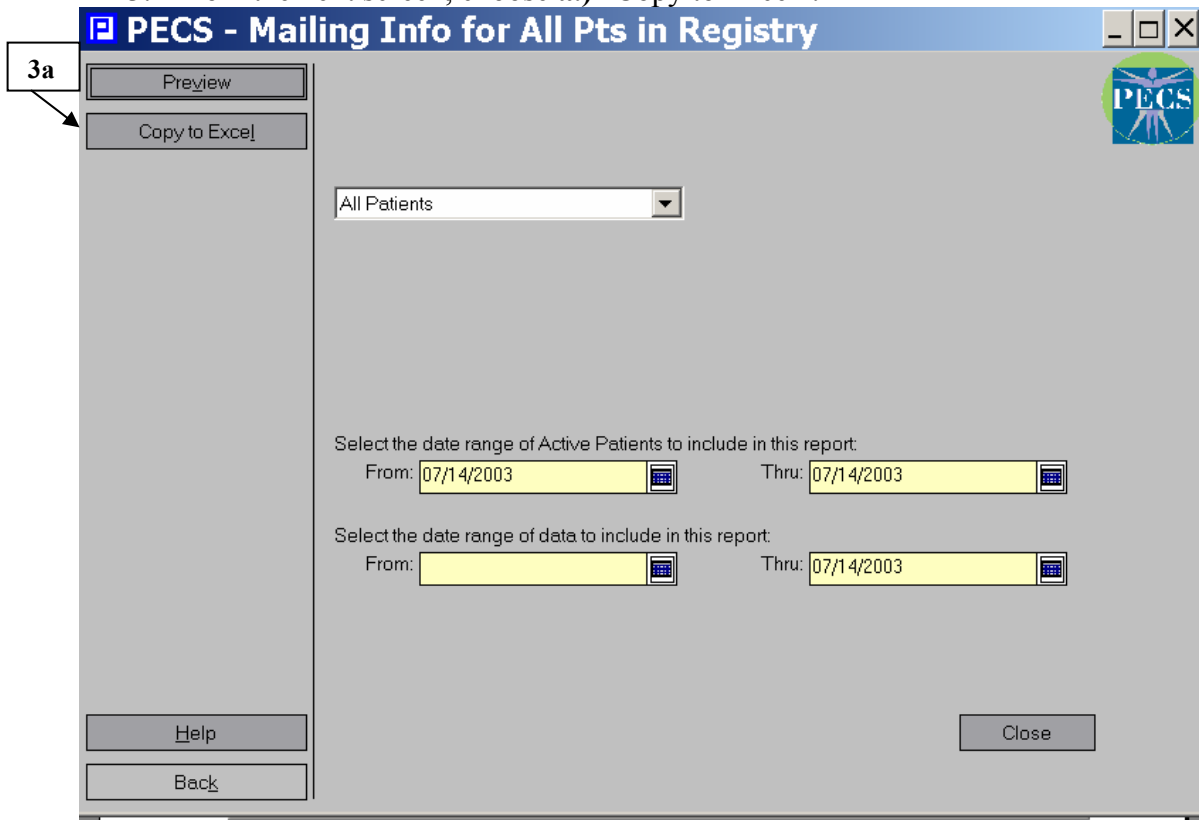 PECS - Mailing Info for All Pts in Registry
3a
Preview
PECS
Copy to Excel
All Patients
Select the date range of Active Patients to include in this report:
From: 07/14/2003 Thru: 07/14/2003
Select the date range of data to include in this report:
From: Thru: 07/14/2003
Help
Close
Back